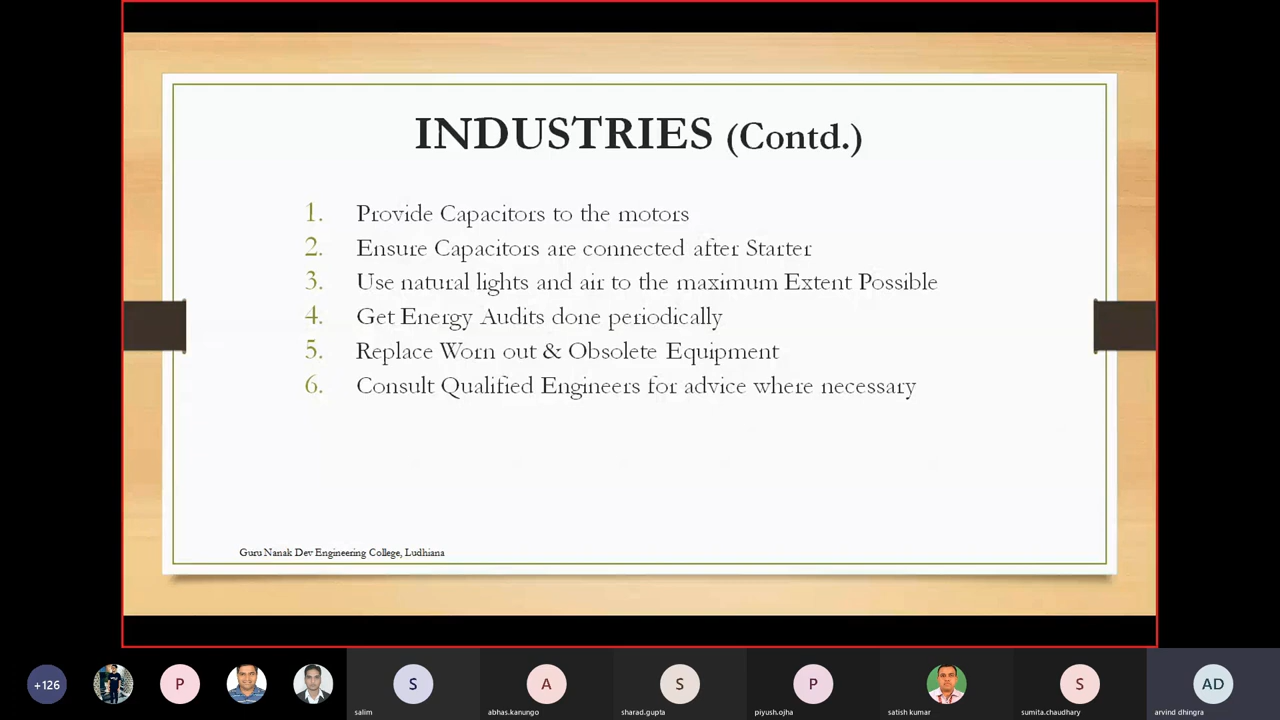 INDUSTRIES (Contd.)
1. Provide Capacitors to the motors
2. Ensure Capacitors are connected after Starter
3. Use natural lights and air to the maximum Extent Possible
4. Get Energy Audits done periodically
5. Replace Worn out & Obsolete Equipment
6. Consult Qualified Engineers for advice where necessary
Guru Nanak Dev Engineering College, Ludhiana
+126 P S A S P S AD
salim abhas.kanungo sharad.gupta piyush.ojha satish kumar sumita.chaudhary arvind dhingra